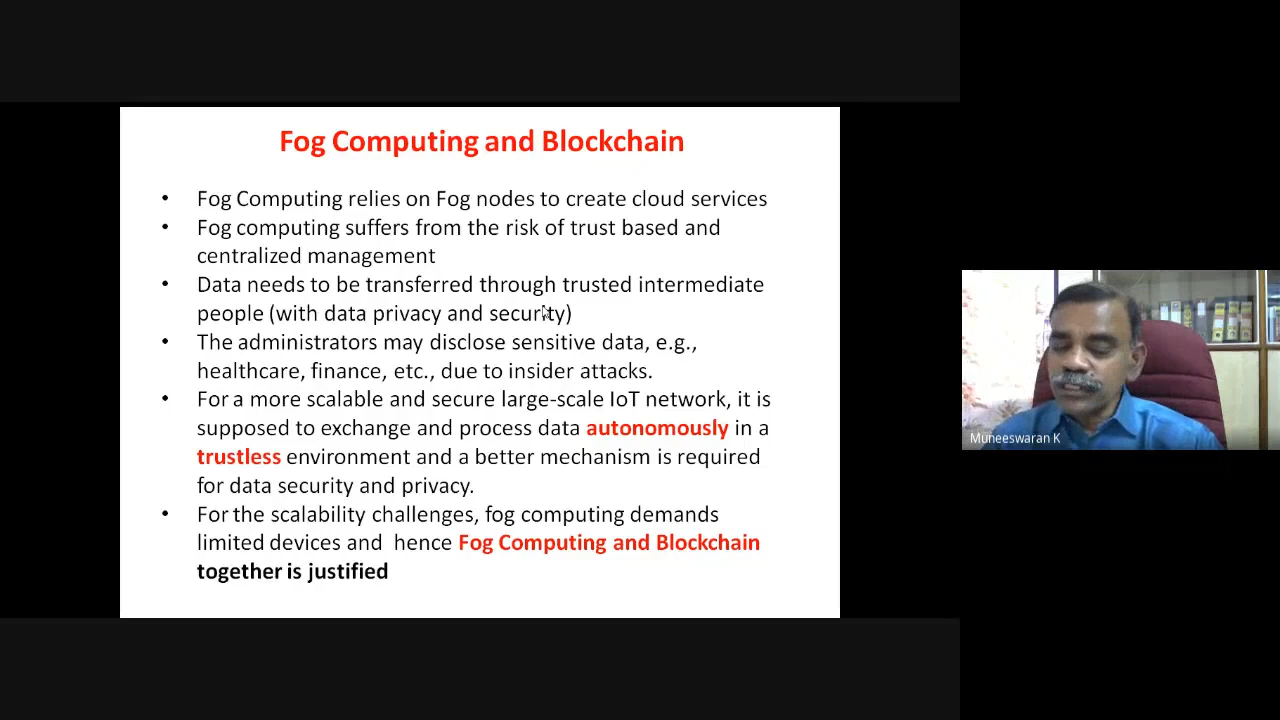 Fog Computing and Blockchain
• Fog Computing relies on Fog nodes to create cloud services
• Fog computing suffers from the risk of trust based and
centralized management
• Data needs to be transferred through trusted intermediate
people (with data privacy and security)
• The administrators may disclose sensitive data, e.g.,
healthcare, finance, etc., due to insider attacks.
• For a more scalable and secure large-scale IoT network, it is
supposed to exchange and process data autonomously in a
trustless environment and a better mechanism is required
for data security and privacy.
• For the scalability challenges, fog computing demands
limited devices and hence Fog Computing and Blockchain
together is justified
Muneeswaran K